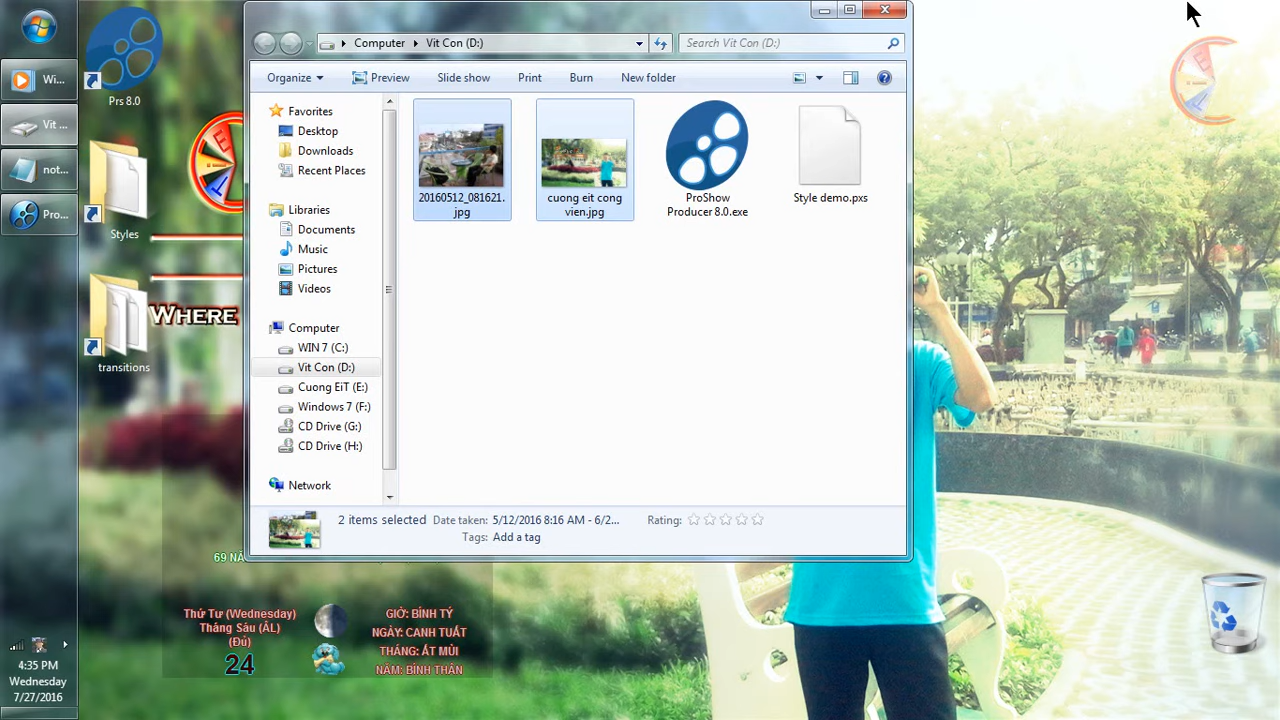 Wi...
Vit ...
not...
Pro...
4:35 PM
Wednesday
7/27/2016
Prs 8.0
Styles
transitions
WHERE
69 NĂ
Thứ Tư (Wednesday)
Tháng Sáu (ÂL)
(Đủ)
24
GIỜ: BÍNH TÝ
NGÀY: CANH TUẤT
THÁNG: ẤT MÙI
NĂM: BÍNH THÂN
Computer
Vit Con (D:)
Search Vit Con (D:)
Organize
Preview
Slide show
Print
Burn
New folder
Favorites
Desktop
Downloads
Recent Places
Libraries
Documents
Music
Pictures
Videos
Computer
WIN 7 (C:)
Vit Con (D:)
Cuong EiT (E:)
Windows 7 (F:)
CD Drive (G:)
CD Drive (H:)
Network
20160512_081621.
jpg
cuong eit cong
vien.jpg
ProShow
Producer 8.0.exe
Style demo.pxs
2 items selected
Date taken: 5/12/2016 8:16 AM - 6/2...
Rating:
Tags: Add a tag